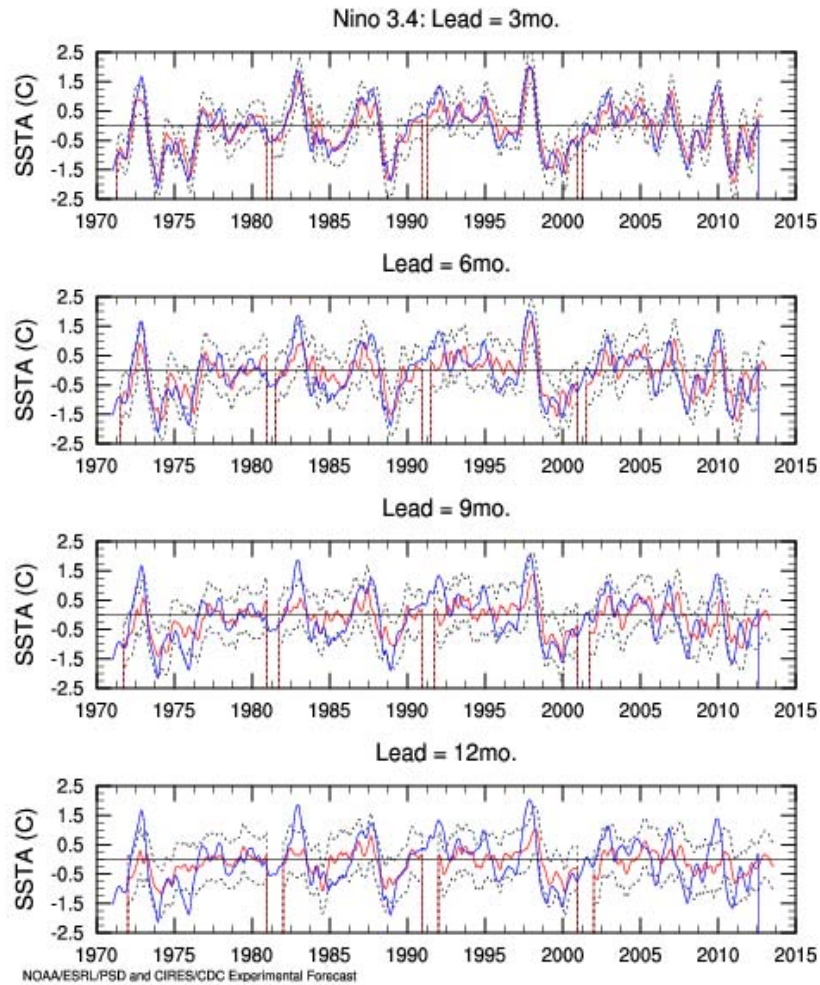 Nino 3.4: Lead = 3mo.
2.5
1.5
0.5
-0.5
-1.5
-2.5
SSTA (C)
1970 1975 1980 1985 1990 1995 2000 2005 2010 2015
Lead = 6mo.
2.5
1.5
0.5
-0.5
-1.5
-2.5
SSTA (C)
1970 1975 1980 1985 1990 1995 2000 2005 2010 2015
Lead = 9mo.
2.5
1.5
0.5
-0.5
-1.5
-2.5
SSTA (C)
1970 1975 1980 1985 1990 1995 2000 2005 2010 2015
Lead = 12mo.
2.5
1.5
0.5
-0.5
-1.5
-2.5
SSTA (C)
1970 1975 1980 1985 1990 1995 2000 2005 2010 2015
NOAA/ESRL/PSD and CIRES/CDC Experimental Forecast